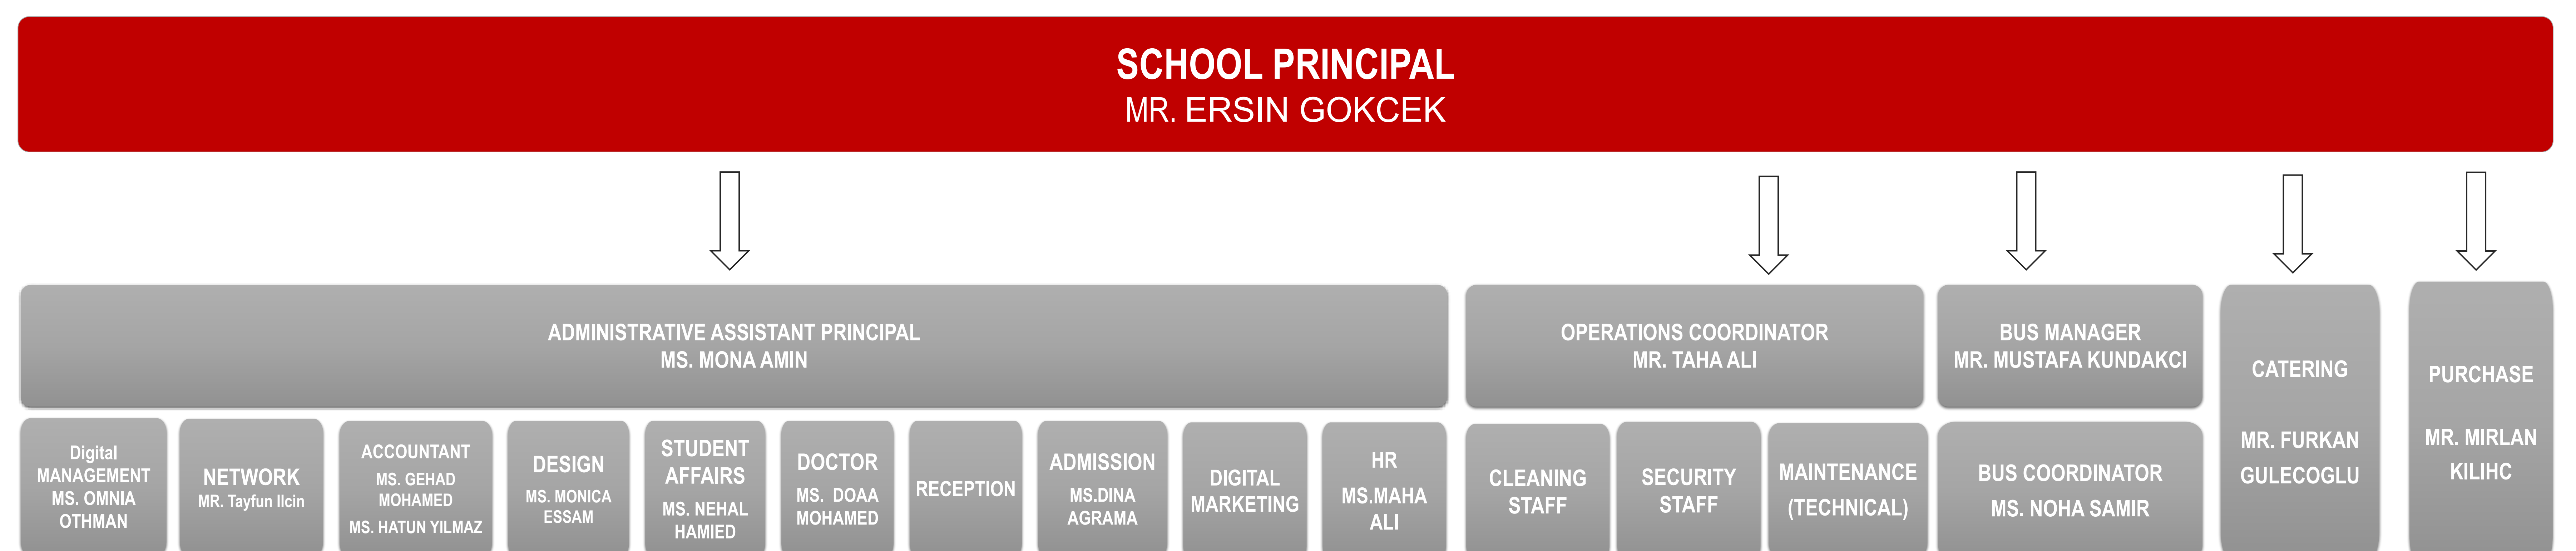 SCHOOL PRINCIPAL
MR. ERSIN GOKCEK
ADMINISTRATIVE ASSISTANT PRINCIPAL
MS. MONA AMIN
OPERATIONS COORDINATOR
MR. TAHA ALI
BUS MANAGER
MR. MUSTAFA KUNDAKCI
CATERING
MR. FURKAN
GULECOGLU
PURCHASE
MR. MIRLAN
KILIHC
Digital
MANAGEMENT
MS. OMNIA
OTHMAN
NETWORK
MR. Tayfun Ilcin
ACCOUNTANT
MS. GEHAD
MOHAMED
MS. HATUN YILMAZ
DESIGN
MS. MONICA
ESSAM
STUDENT
AFFAIRS
MS. NEHAL
HAMIED
DOCTOR
MS. DOAA
MOHAMED
RECEPTION
ADMISSION
MS.DINA
AGRAMA
DIGITAL
MARKETING
HR
MS.MAHA
ALI
CLEANING
STAFF
SECURITY
STAFF
MAINTENANCE
(TECHNICAL)
BUS COORDINATOR
MS. NOHA SAMIR